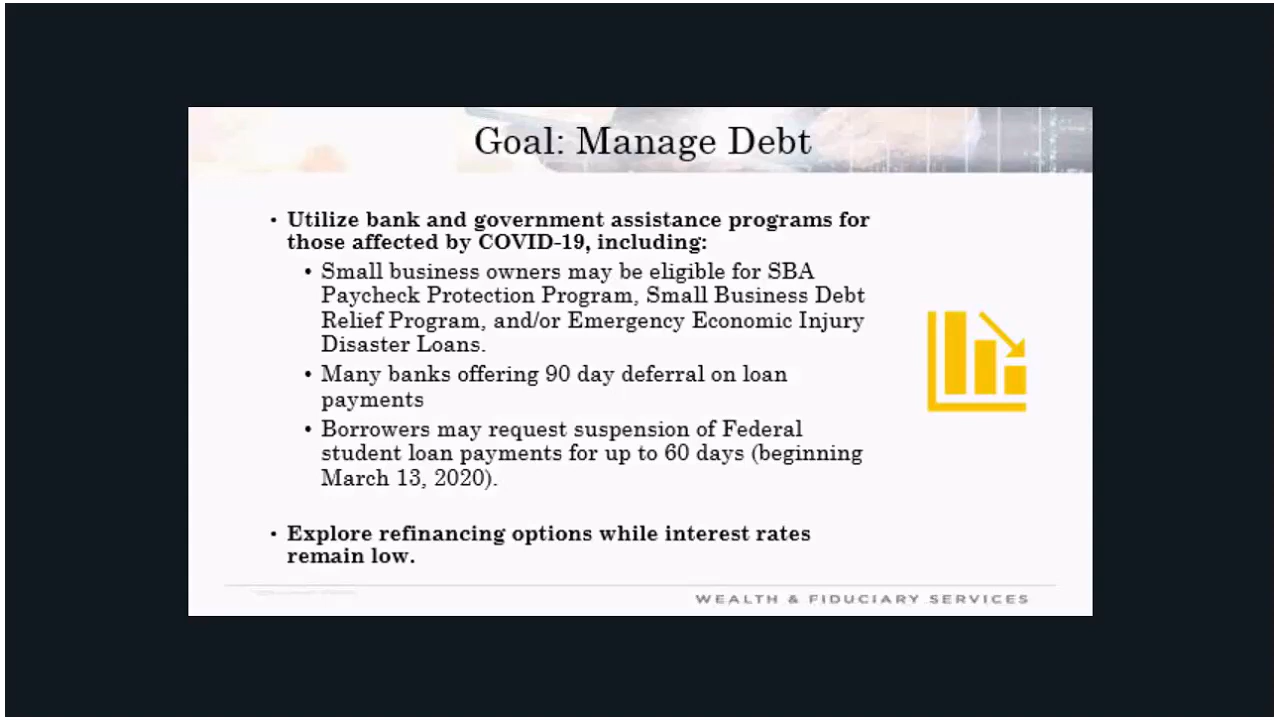 Goal: Manage Debt
• Utilize bank and government assistance programs for
those affected by COVID-19, including:
• Small business owners may be eligible for SBA
Paycheck Protection Program, Small Business Debt
Relief Program, and/or Emergency Economic Injury
Disaster Loans.
• Many banks offering 90 day deferral on loan
payments
• Borrowers may request suspension of Federal
student loan payments for up to 60 days (beginning
March 13, 2020).
• Explore refinancing options while interest rates
remain low.
WEALTH & FIDUCIARY SERVICES